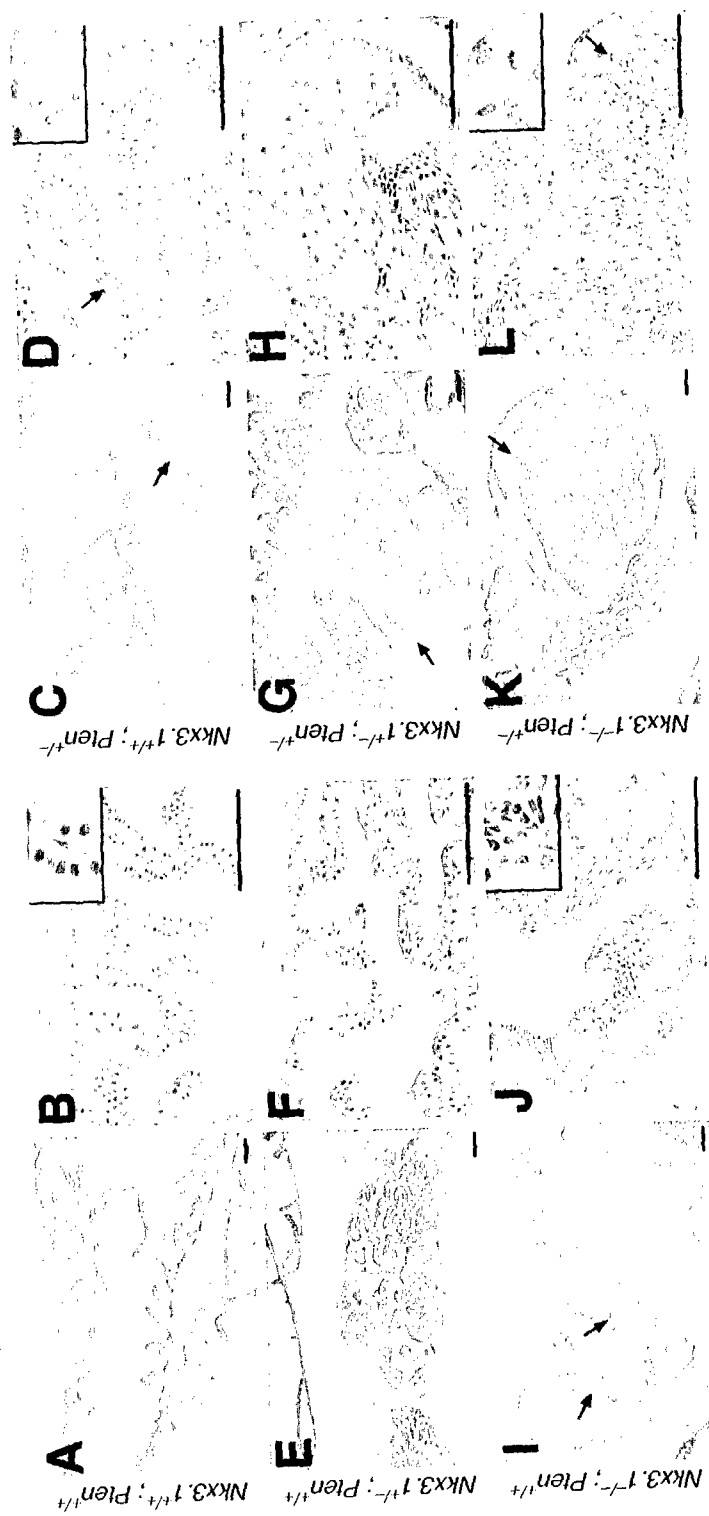 Nkx3.1+/+; Pten+/+
A
B
Nkx3.1+/+; Pten+/−
C
D
Nkx3.1+/−; Pten+/+
E
F
Nkx3.1+/−; Pten+/−
G
H
Nkx3.1−/−; Pten+/+
I
J
Nkx3.1−/−; Pten+/−
K
L